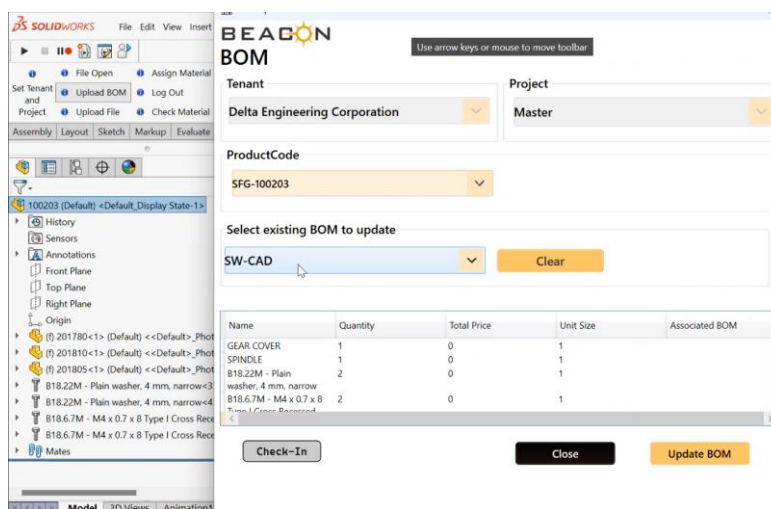 SOLIDWORKS
File Edit View Insert
File Open
Assign Material
Set Tenant and Project
Upload BOM
Log Out
Upload File
Check Material
Assembly Layout Sketch Markup Evaluate
100203 (Default) <Default_Display State-1>
History
Sensors
Annotations
Front Plane
Top Plane
Right Plane
Origin
(f) 201780<1> (Default) <<Default>_Phot
(f) 201810<1> (Default) <<Default>_Phot
(f) 201805<1> (Default) <<Default>_Phot
B18.22M - Plain washer, 4 mm, narrow<3
B18.22M - Plain washer, 4 mm, narrow<4
B18.6.7M - M4 x 0.7 x 8 Type I Cross Rece
B18.6.7M - M4 x 0.7 x 8 Type I Cross Rece
Mates
Model 3D Views Animation1
BEACON
BOM
Use arrow keys or mouse to move toolbar
Tenant
Project
Delta Engineering Corporation
Master
ProductCode
SFG-100203
Select existing BOM to update
SW-CAD
Clear
Name Quantity Total Price Unit Size Associated BOM
GEAR COVER 1 0 1
SPINDLE 1 0 1
B18.22M - Plain 2 0 1
washer, 4 mm, narrow
B18.6.7M - M4 x 0.7 x 8 2 0 1
Type I Cross Recessed
Check-In
Close
Update BOM